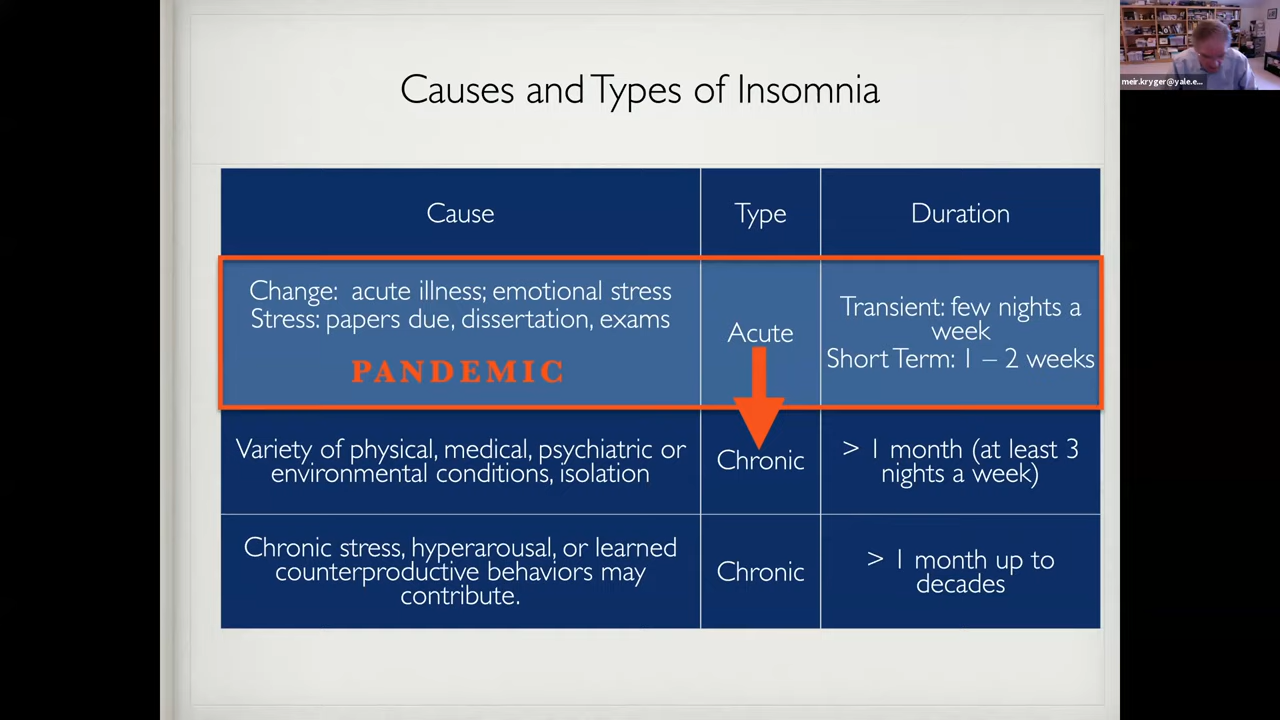 Causes and Types of Insomnia
Cause
Type
Duration
Change: acute illness; emotional stress
Stress: papers due, dissertation, exams
PANDEMIC
Acute
Transient: few nights a
week
Short Term: 1 – 2 weeks
Variety of physical, medical, psychiatric or
environmental conditions, isolation
Chronic
> 1 month (at least 3
nights a week)
Chronic stress, hyperarousal, or learned
counterproductive behaviors may
contribute.
Chronic
> 1 month up to
decades
meir.kryger@yale.e...